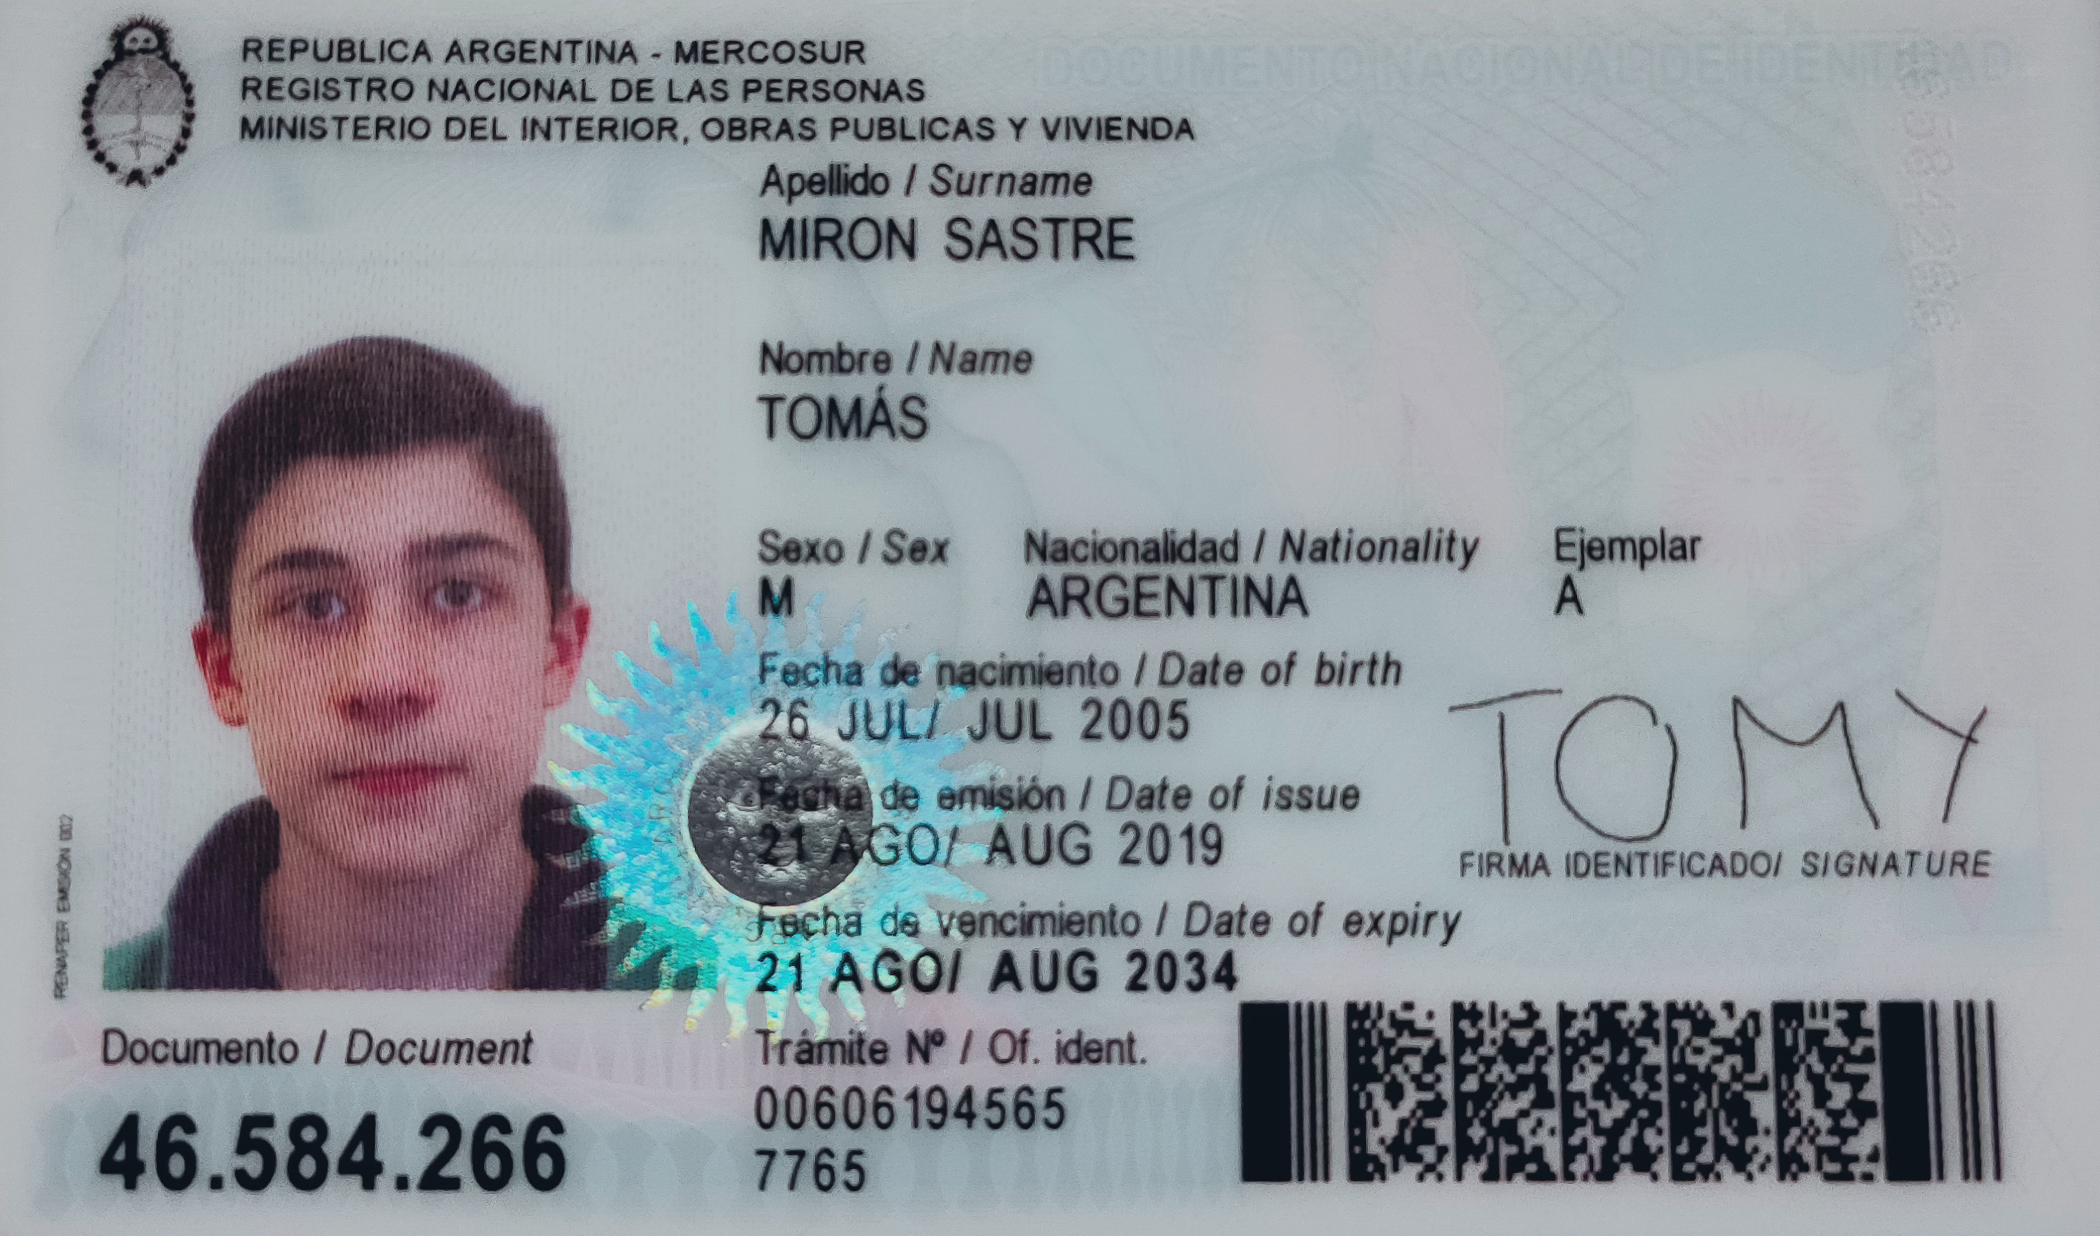 REPUBLICA ARGENTINA - MERCOSUR
REGISTRO NACIONAL DE LAS PERSONAS
MINISTERIO DEL INTERIOR, OBRAS PUBLICAS Y VIVIENDA
DOCUMENTO NACIONAL DE IDENTIDAD
Apellido / Surname
MIRON SASTRE
Nombre / Name
TOMÁS
Sexo / Sex Nacionalidad / Nationality Ejemplar
M ARGENTINA A
Fecha de nacimiento / Date of birth
26 JUL/ JUL 2005
Fecha de emisión / Date of issue
21 AGO/ AUG 2019
TOMY
FIRMA IDENTIFICADO/ SIGNATURE
Fecha de vencimiento / Date of expiry
21 AGO/ AUG 2034
RENAPER EMISIÓN 002
Documento / Document
46.584.266
Trámite Nº / Of. ident.
00606194565
7765